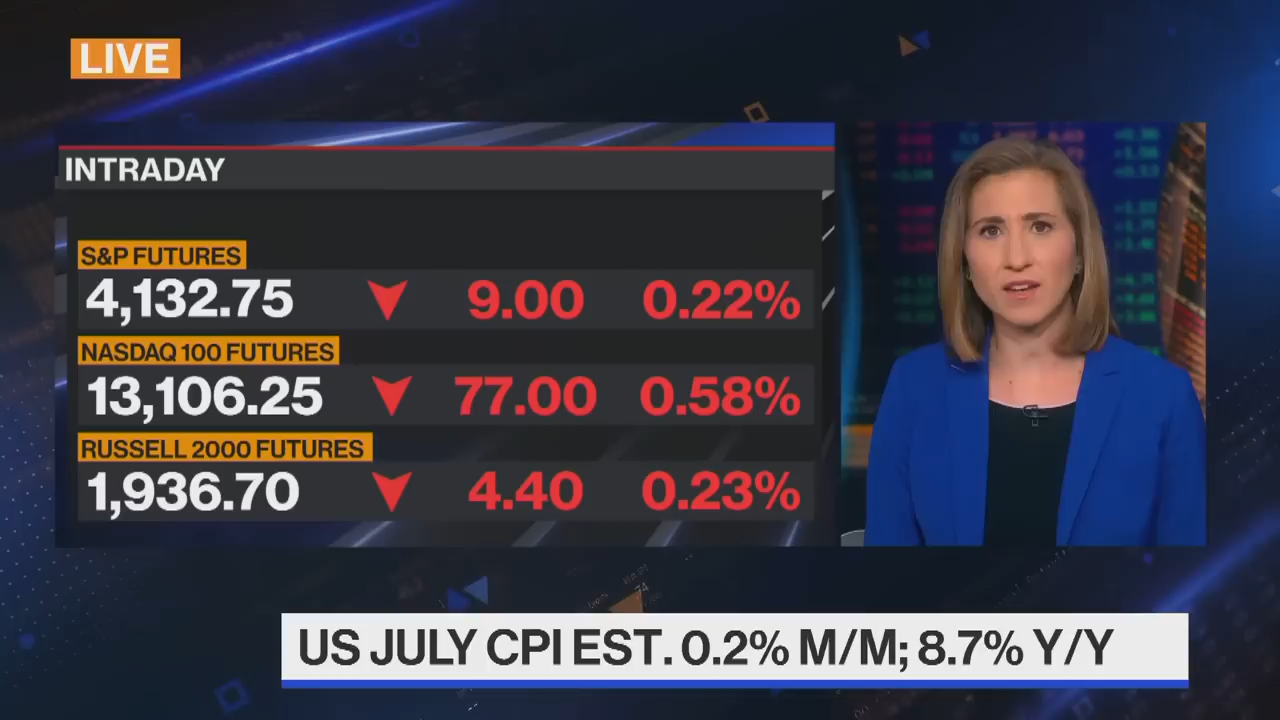 LIVE
INTRADAY
S&P FUTURES
4,132.75 ▼ 9.00 0.22%
NASDAQ 100 FUTURES
13,106.25 ▼ 77.00 0.58%
RUSSELL 2000 FUTURES
1,936.70 ▼ 4.40 0.23%
US JULY CPI EST. 0.2% M/M; 8.7% Y/Y